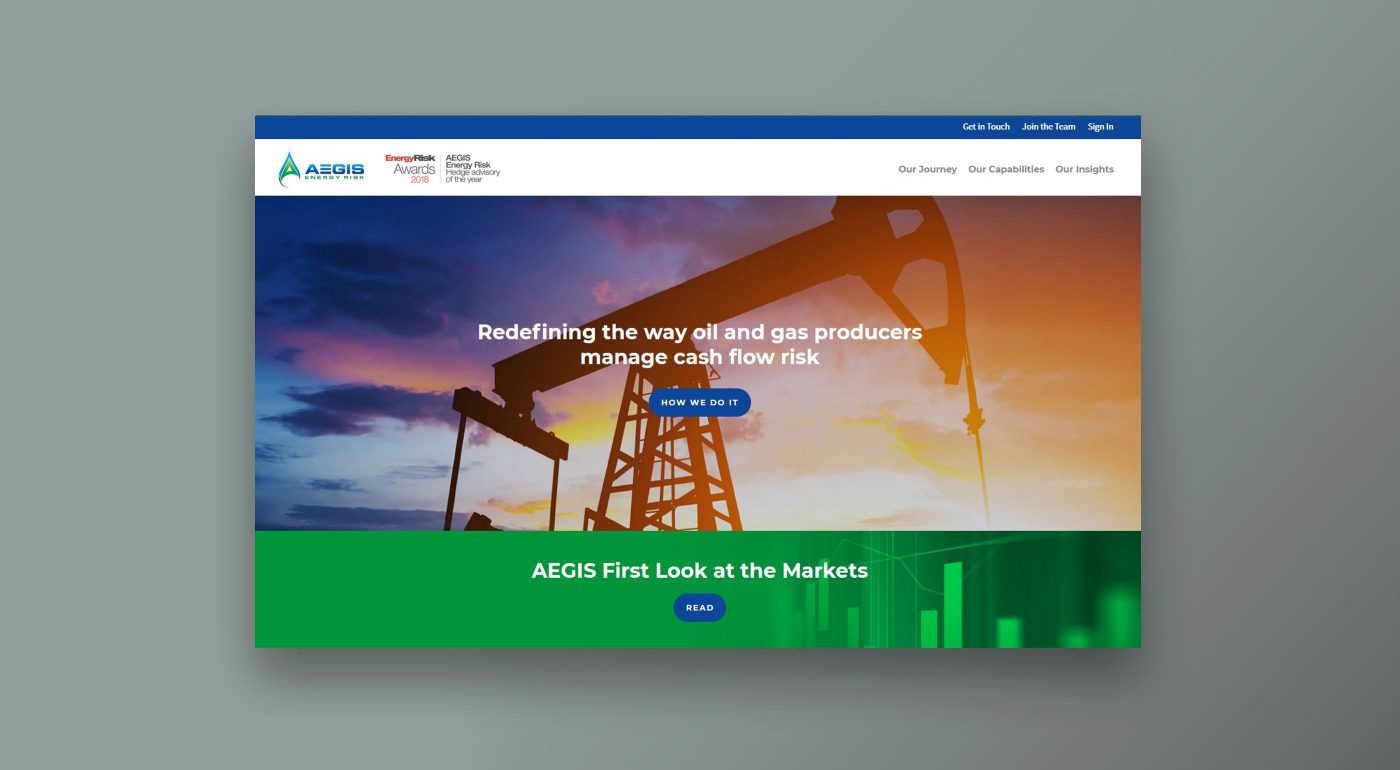 Get in Touch Join the Team Sign In
AEGIS
ENERGY RISK
EnergyRisk
Awards
2018
AEGIS
Energy Risk
Hedge advisory
of the year
Our Journey Our Capabilities Our Insights
Redefining the way oil and gas producers
manage cash flow risk
HOW WE DO IT
AEGIS First Look at the Markets
READ